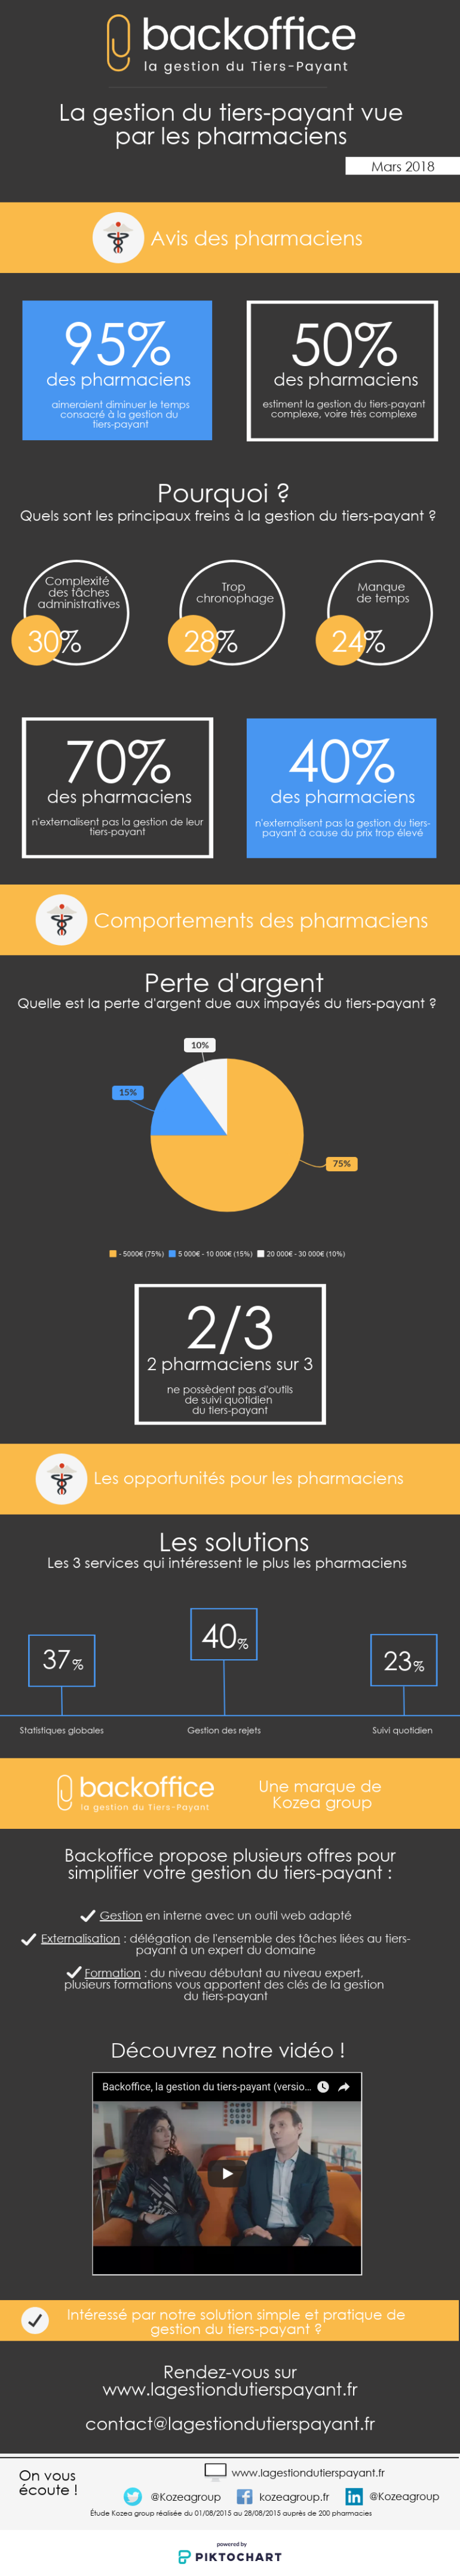 backoffice
la gestion du Tiers-Payant
La gestion du tiers-payant vue
par les pharmaciens
Mars 2018
Avis des pharmaciens
95%
des pharmaciens
aimeraient diminuer le temps
consacré à la gestion du
tiers-payant
50%
des pharmaciens
estiment la gestion du tiers-payant
complexe, voire très complexe
Pourquoi ?
Quels sont les principaux freins à la gestion du tiers-payant ?
Complexité
des tâches
administratives
30%
Trop
chronophage
28%
Manque
de temps
24%
70%
des pharmaciens
n'externalisent pas la gestion de leur
tiers-payant
40%
des pharmaciens
n'externalisent pas la gestion du tiers-
payant à cause du prix trop élevé
Comportements des pharmaciens
Perte d'argent
Quelle est la perte d'argent due aux impayés du tiers-payant ?
10%
15%
75%
- 5000€ (75%) 5 000€ - 10 000€ (15%) 20 000€ - 30 000€ (10%)
2/3
2 pharmaciens sur 3
ne possèdent pas d'outils
de suivi quotidien
du tiers-payant
Les opportunités pour les pharmaciens
Les solutions
Les 3 services qui intéressent le plus les pharmaciens
37%
40%
23%
Statistiques globales
Gestion des rejets
Suivi quotidien
backoffice
la gestion du Tiers-Payant
Une marque de
Kozea group
Backoffice propose plusieurs offres pour
simplifier votre gestion du tiers-payant :
Gestion en interne avec un outil web adapté
Externalisation : délégation de l'ensemble des tâches liées au tiers-
payant à un expert du domaine
Formation : du niveau débutant au niveau expert,
plusieurs formations vous apportent des clés de la gestion
du tiers-payant
Découvrez notre vidéo !
Backoffice, la gestion du tiers-payant (versio...
Intéressé par notre solution simple et pratique de
gestion du tiers-payant ?
Rendez-vous sur
www.lagestiondutierspayant.fr
contact@lagestiondutierspayant.fr
On vous
écoute !
www.lagestiondutierspayant.fr
@Kozeagroup
kozeagroup.fr
@Kozeagroup
Étude Kozea group réalisée du 01/08/2015 au 28/08/2015 auprès de 200 pharmacies
powered by
PIKTOCHART